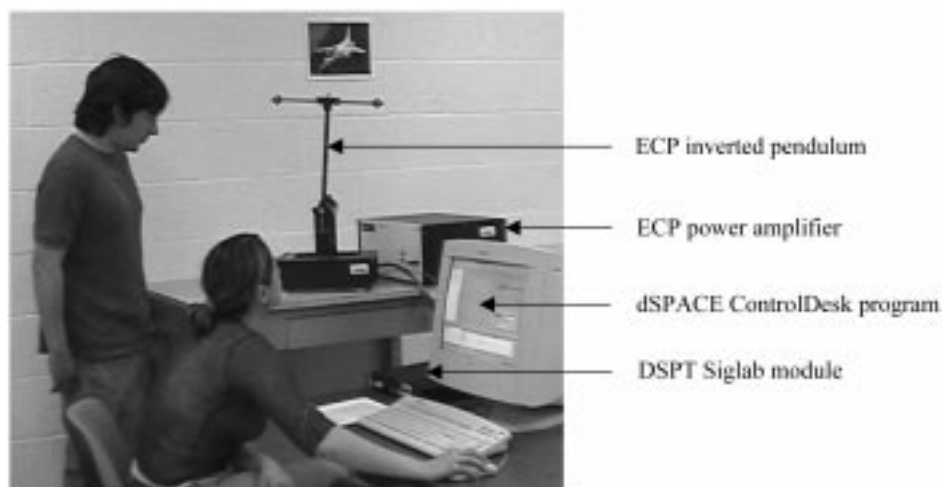 ECP inverted pendulum
ECP power amplifier
dSPACE ControlDesk program
DSPT Siglab module